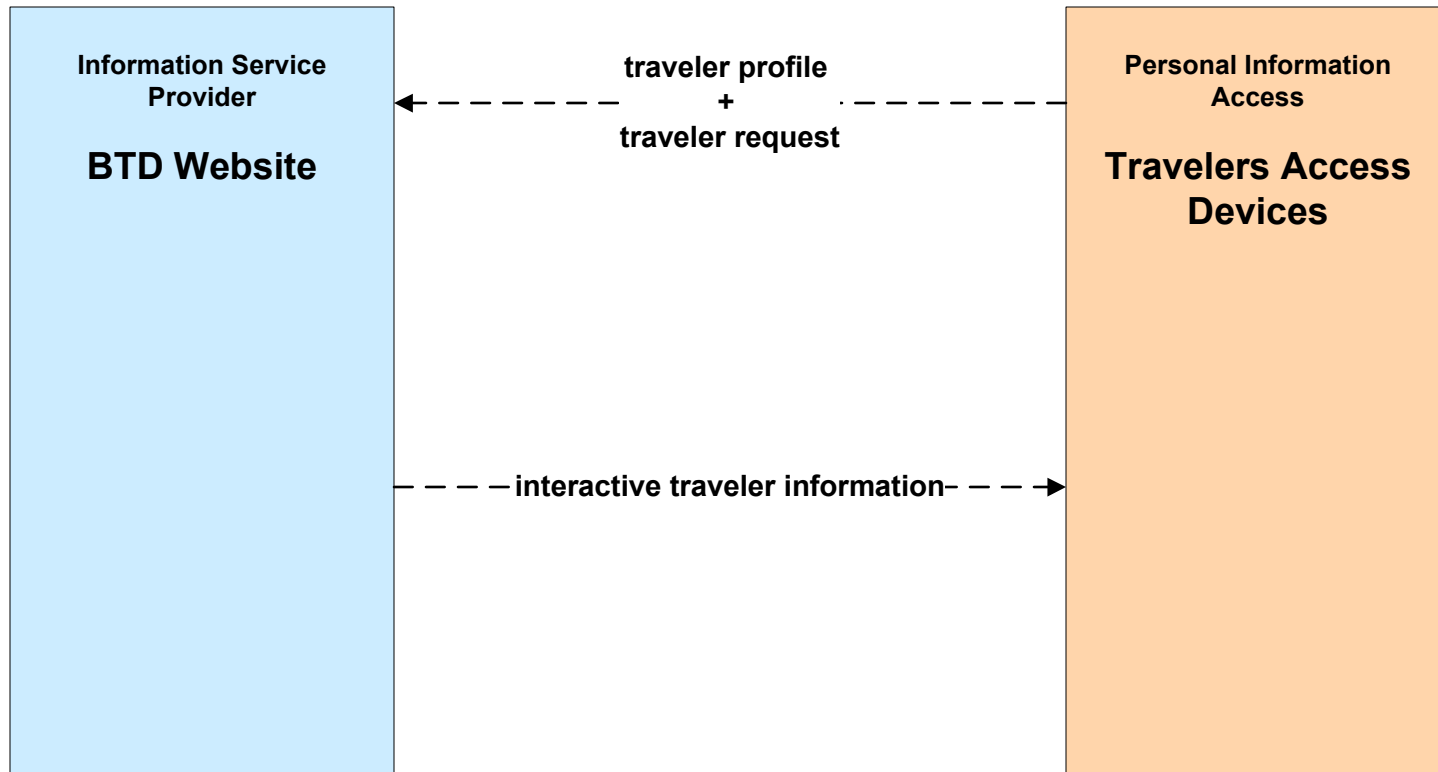 Information Service
Provider
BTD Website
traveler profile
+
traveler request
Personal Information
Access
Travelers Access
Devices
interactive traveler information